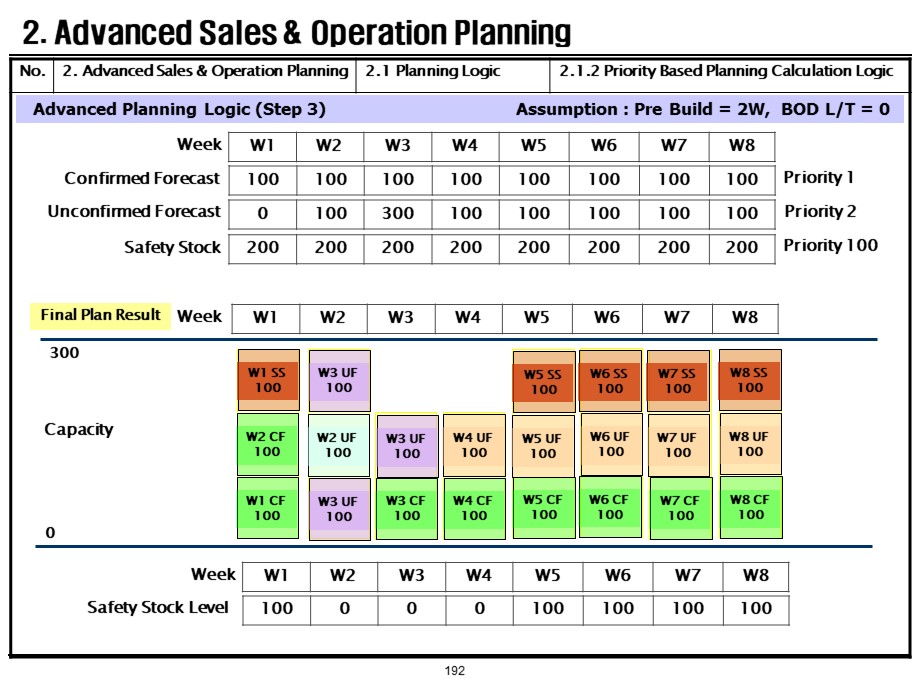 2. Advanced Sales & Operation Planning
No. 2. Advanced Sales & Operation Planning 2.1 Planning Logic 2.1.2 Priority Based Planning Calculation Logic
Advanced Planning Logic (Step 3) Assumption : Pre Build = 2W, BOD L/T = 0
Week W1 W2 W3 W4 W5 W6 W7 W8
Confirmed Forecast 100 100 100 100 100 100 100 100 Priority 1
Unconfirmed Forecast 0 100 300 100 100 100 100 100 Priority 2
Safety Stock 200 200 200 200 200 200 200 200 Priority 100
Final Plan Result Week W1 W2 W3 W4 W5 W6 W7 W8
300
W1 SS W3 UF W5 SS W6 SS W7 SS W8 SS
100 100 100 100 100 100
Capacity
W2 CF W2 UF W3 UF W4 UF W5 UF W6 UF W7 UF W8 UF
100 100 100 100 100 100 100 100
W1 CF W3 UF W3 CF W4 CF W5 CF W6 CF W7 CF W8 CF
100 100 100 100 100 100 100 100
0
Week W1 W2 W3 W4 W5 W6 W7 W8
Safety Stock Level 100 0 0 0 100 100 100 100
192